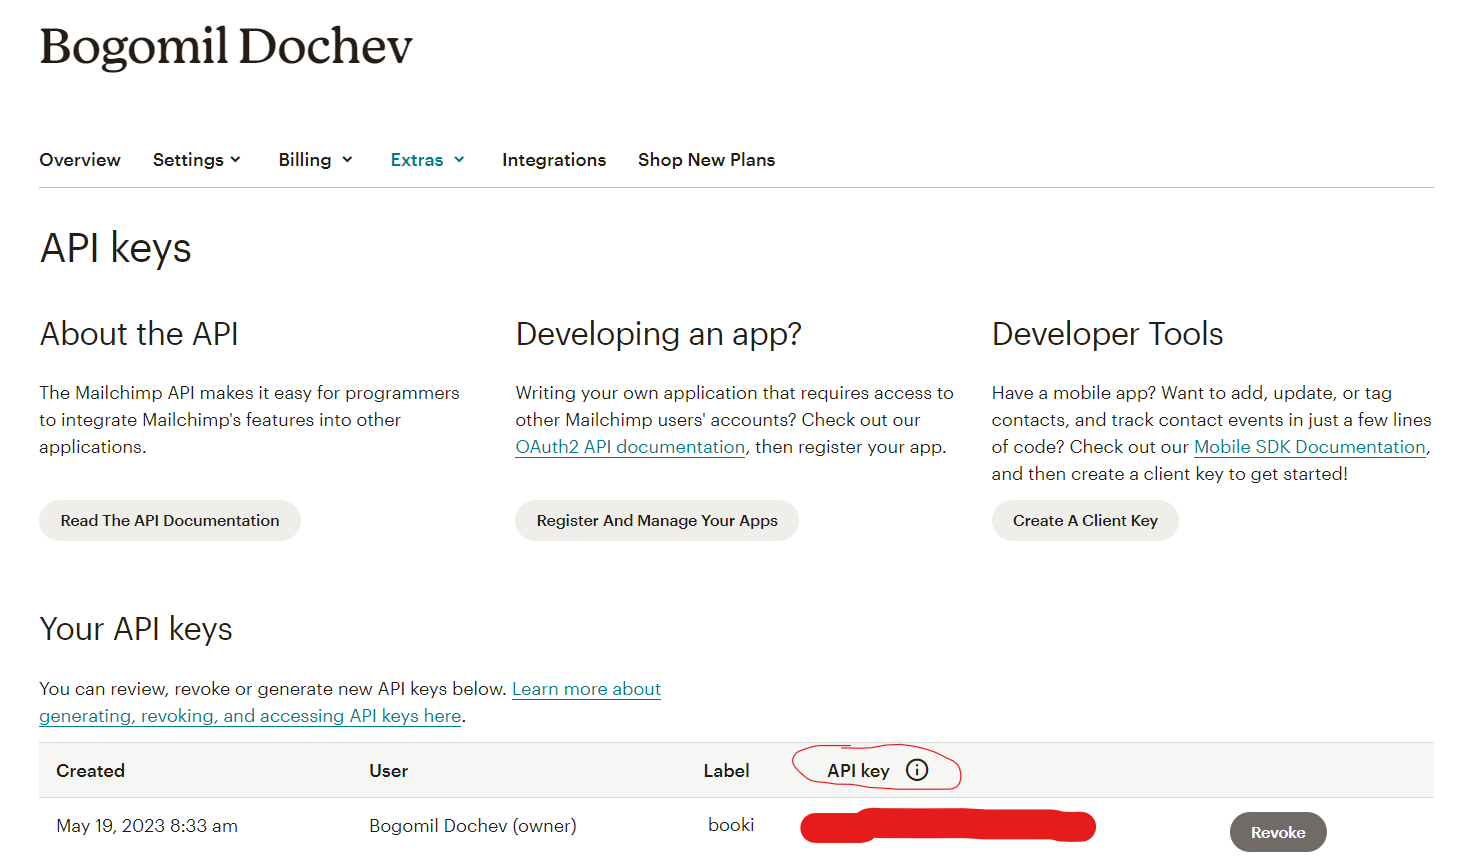 Bogomil Dochev
Overview Settings Billing Extras Integrations Shop New Plans
API keys
About the API
The Mailchimp API makes it easy for programmers
to integrate Mailchimp's features into other
applications.
Read The API Documentation
Developing an app?
Writing your own application that requires access to
other Mailchimp users' accounts? Check out our
OAuth2 API documentation, then register your app.
Register And Manage Your Apps
Developer Tools
Have a mobile app? Want to add, update, or tag
contacts, and track contact events in just a few lines
of code? Check out our Mobile SDK Documentation,
and then create a client key to get started!
Create A Client Key
Your API keys
You can review, revoke or generate new API keys below. Learn more about
generating, revoking, and accessing API keys here.
Created User Label API key
May 19, 2023 8:33 am Bogomil Dochev (owner) booki Revoke